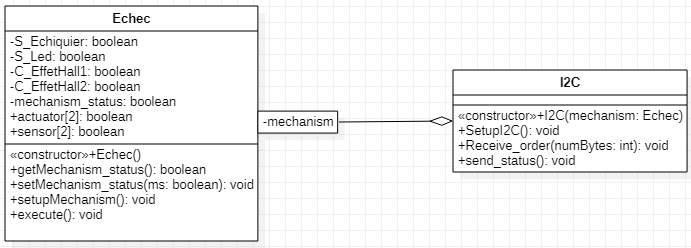 Echec
-S_Echiquier: boolean
-S_Led: boolean
-C_EffetHall1: boolean
-C_EffetHall2: boolean
-mechanism_status: boolean
+actuator[2]: boolean
+sensor[2]: boolean
«constructor»+Echec()
+getMechanism_status(): boolean
+setMechanism_status(ms: boolean): void
+setupMechanism(): void
+execute(): void
-mechanism
I2C
«constructor»+I2C(mechanism: Echec)
+SetupI2C(): void
+Receive_order(numBytes: int): void
+send_status(): void